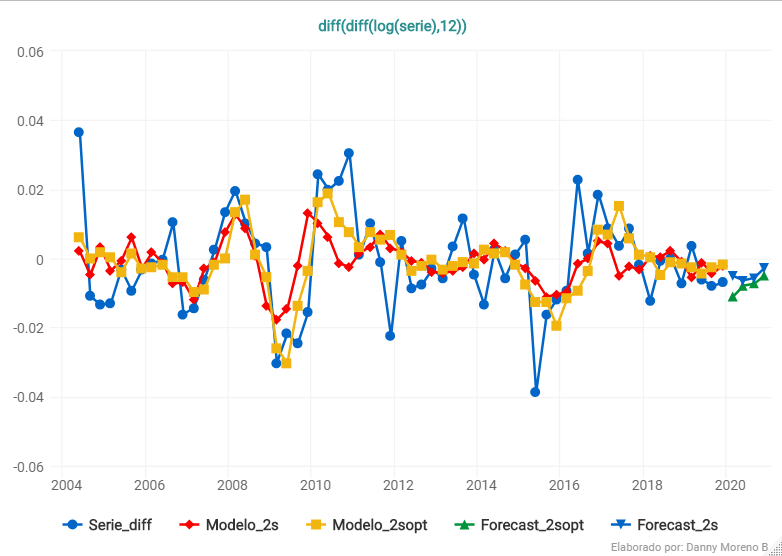 diff(diff(log(serie),12))
0.06
0.04
0.02
0
-0.02
-0.04
-0.06
2004 2006 2008 2010 2012 2014 2016 2018 2020
Serie_diff Modelo_2s Modelo_2sopt Forecast_2sopt Forecast_2s
Elaborado por: Danny Moreno B